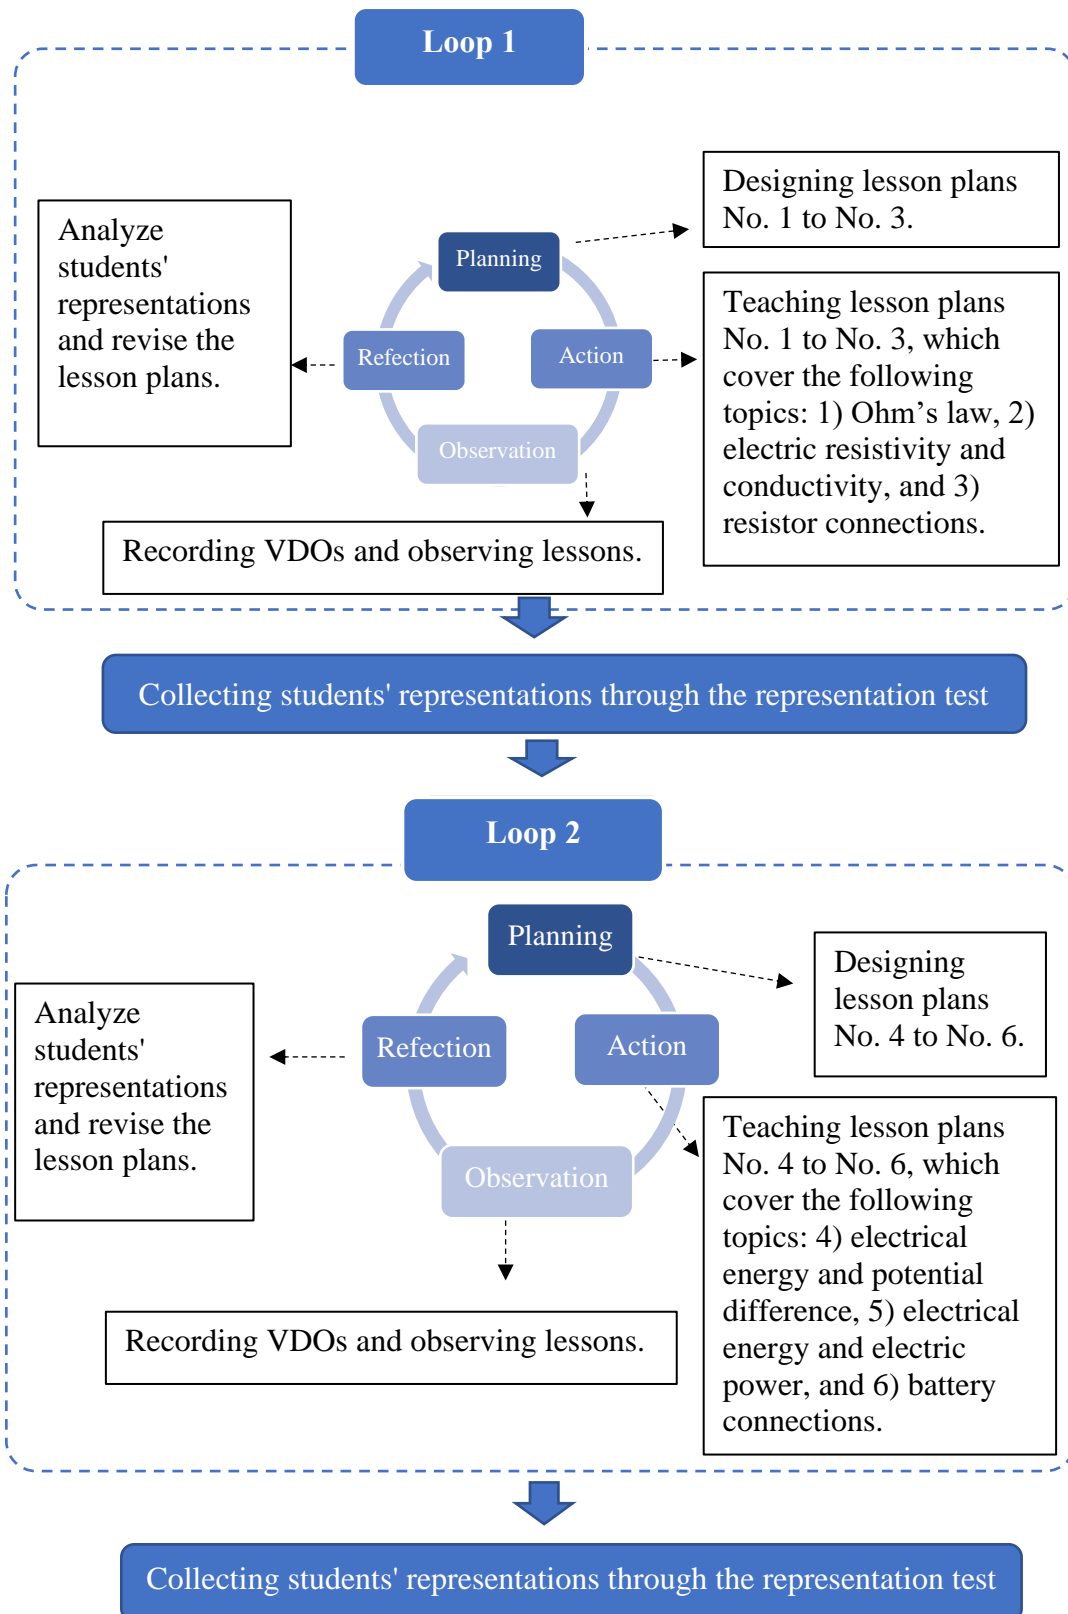 Loop 1
Designing lesson plans
No. 1 to No. 3.
Analyze
students'
representations
and revise the
lesson plans.
Planning
Teaching lesson plans
No. 1 to No. 3, which
cover the following
topics: 1) Ohm’s law, 2)
electric resistivity and
conductivity, and 3)
resistor connections.
Refection
Action
Observation
Recording VDOs and observing lessons.
Collecting students' representations through the representation test
Loop 2
Planning
Designing
lesson plans
No. 4 to No. 6.
Analyze
students'
representations
and revise the
lesson plans.
Refection
Action
Teaching lesson plans
No. 4 to No. 6, which
cover the following
topics: 4) electrical
energy and potential
difference, 5) electrical
energy and electric
power, and 6) battery
connections.
Observation
Recording VDOs and observing lessons.
Collecting students' representations through the representation test